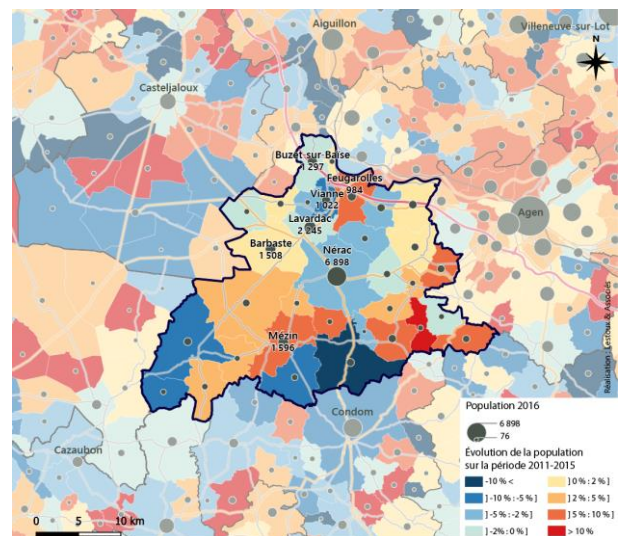 Aiguillon
Villeneuve-sur-Lot
N
Casteljaloux
Buzet-sur-Baïse
1 297
Feugarolles
984
Vianne
1 022
Agen
Lavardac
2 245
Barbaste
1 508
Nérac
6 898
Mézin
1 596
Condom
Cazaubon
Réalisation : Lestoux & Associés
Population 2016
6 898
76
Évolution de la population
sur la période 2011-2015
-10 % <
]-10% ; -5 %]
]-5% ; -2 %]
]-2% ; 0 %]
]0 % ; 2 %]
]2 % ; 5 %]
]5 % ; 10 %]
> 10 %
0 5 10 km